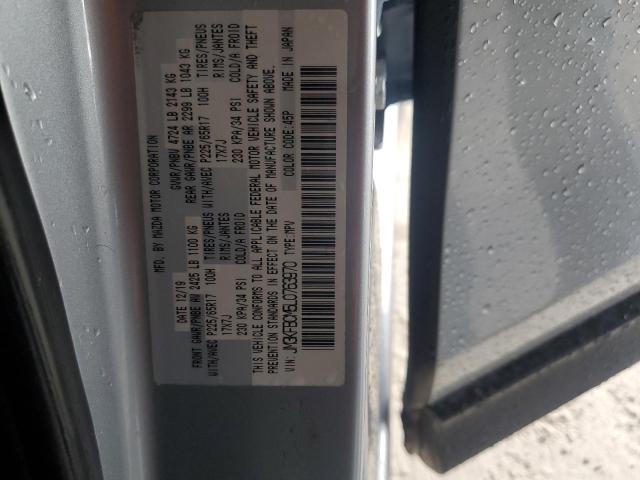 MFD. BY MAZDA MOTOR CORPORATION
DATE 12/19 GVWR/PNBV 4724 LB 2143 KG
FRONT GAWR/PNBE AV 2425 LB 1100 KG REAR GAWR/PNBE AR 2299 LB 1043 KG
WITH/AVEC P225/65R17 100H TIRES/PNEUS WITH/AVEC P225/65R17 100H TIRES/PNEUS
17X7J RIMS/JANTES 17X7J RIMS/JANTES
230 KPA/34 PSI COLD/A FROID 230 KPA/34 PSI COLD/A FROID
THIS VEHICLE CONFORMS TO ALL APPLICABLE FEDERAL MOTOR VEHICLE SAFETY AND THEFT
PREVENTION STANDARDS IN EFFECT ON THE DATE OF MANUFACTURE SHOWN ABOVE.
VIN: JM3KFBCM5L0763970 TYPE:MPV COLOR CODE:45P MADE IN JAPAN